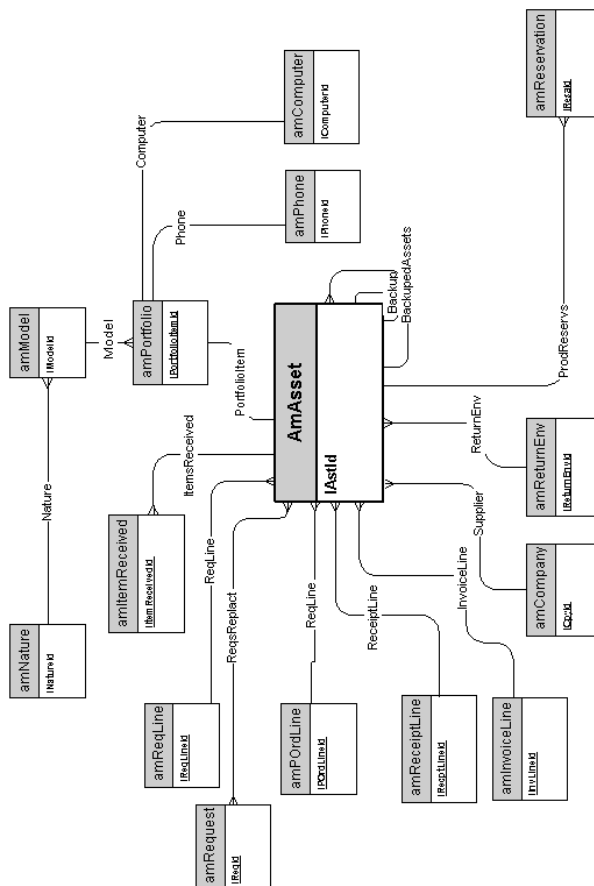 amNature
lNatureId
Nature
amModel
lModelId
Model
amPortfolio
lPortfolioItemId
Computer
amComputer
lComputerId
Phone
amPhone
lPhoneId
PortfolioItem
amItemReceived
lItemReceivedId
ItemsReceived
amReqLine
lReqLineId
ReqLine
amRequest
lReqId
ReqsReplact
amPOrdLine
lPOrdLineId
ReqLine
amReceiptLine
lRecptLineId
ReceiptLine
amInvoiceLine
lInvLineId
InvoiceLine
amCompany
lCpyId
Supplier
amReturnEnv
lReturnEnvId
ReturnEnv
AmAsset
lAstId
Backup
BackupedAssets
ProdReservs
amReservation
lResaId